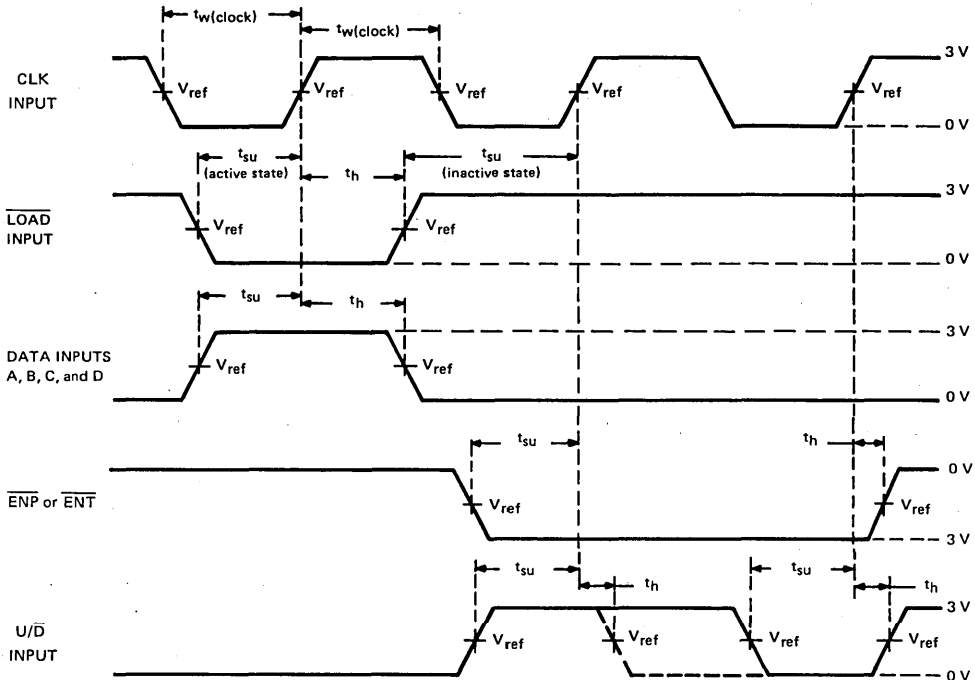 tw(clock)
tw(clock)
CLK
INPUT
Vref
Vref
Vref
Vref
Vref
3 V
0 V
tsu
(active state)
th
tsu
(inactive state)
LOAD
INPUT
Vref
Vref
3 V
0 V
tsu
th
DATA INPUTS
A, B, C, and D
Vref
Vref
3 V
0 V
tsu
th
ENP or ENT
Vref
Vref
0 V
3 V
tsu
th
tsu
th
U/D
INPUT
Vref
Vref
Vref
Vref
3 V
0 V